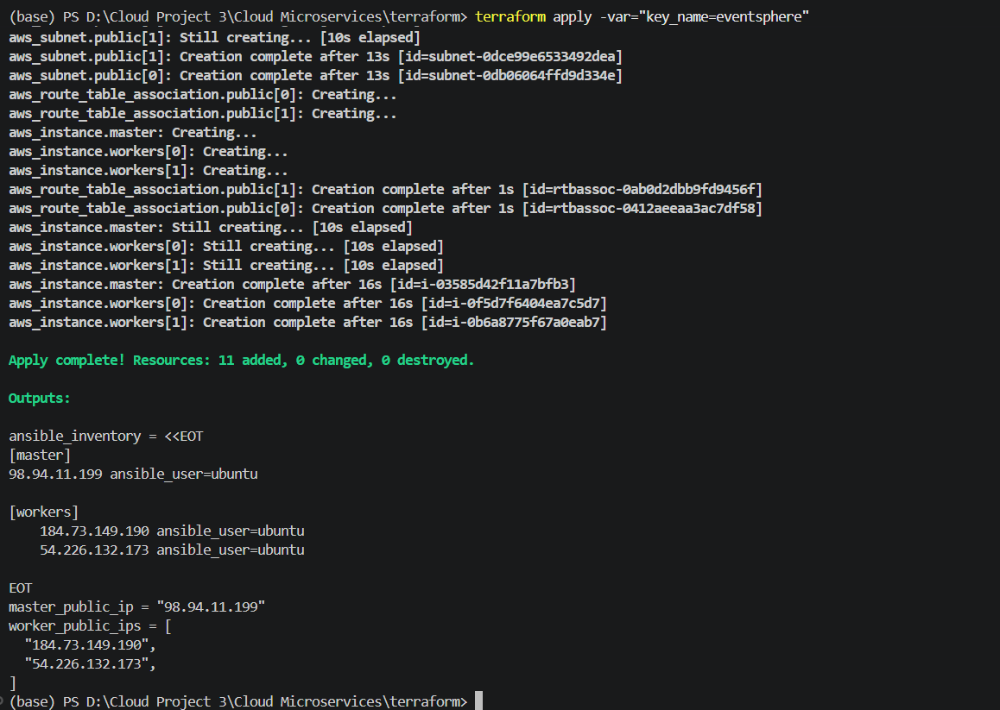 (base) PS D:\Cloud Project 3\Cloud Microservices\terraform> terraform apply -var="key_name=eventsphere"
aws_subnet.public[1]: Still creating... [10s elapsed]
aws_subnet.public[1]: Creation complete after 13s [id=subnet-0dce99e6533492dea]
aws_subnet.public[0]: Creation complete after 13s [id=subnet-0db06064ffd9d334e]
aws_route_table_association.public[0]: Creating...
aws_route_table_association.public[1]: Creating...
aws_instance.master: Creating...
aws_instance.workers[0]: Creating...
aws_instance.workers[1]: Creating...
aws_route_table_association.public[1]: Creation complete after 1s [id=rtbassoc-0ab0d2dbb9fd9456f]
aws_route_table_association.public[0]: Creation complete after 1s [id=rtbassoc-0412aeeaa3ac7df58]
aws_instance.master: Still creating... [10s elapsed]
aws_instance.workers[0]: Still creating... [10s elapsed]
aws_instance.workers[1]: Still creating... [10s elapsed]
aws_instance.master: Creation complete after 16s [id=i-03585d42f11a7bfb3]
aws_instance.workers[0]: Creation complete after 16s [id=i-0f5d7f6404ea7c5d7]
aws_instance.workers[1]: Creation complete after 16s [id=i-0b6a8775f67a0eab7]
Apply complete! Resources: 11 added, 0 changed, 0 destroyed.
Outputs:
ansible_inventory = <<EOT
[master]
98.94.11.199 ansible_user=ubuntu
[workers]
184.73.149.190 ansible_user=ubuntu
54.226.132.173 ansible_user=ubuntu
EOT
master_public_ip = "98.94.11.199"
worker_public_ips = [
"184.73.149.190",
"54.226.132.173",
]
(base) PS D:\Cloud Project 3\Cloud Microservices\terraform>